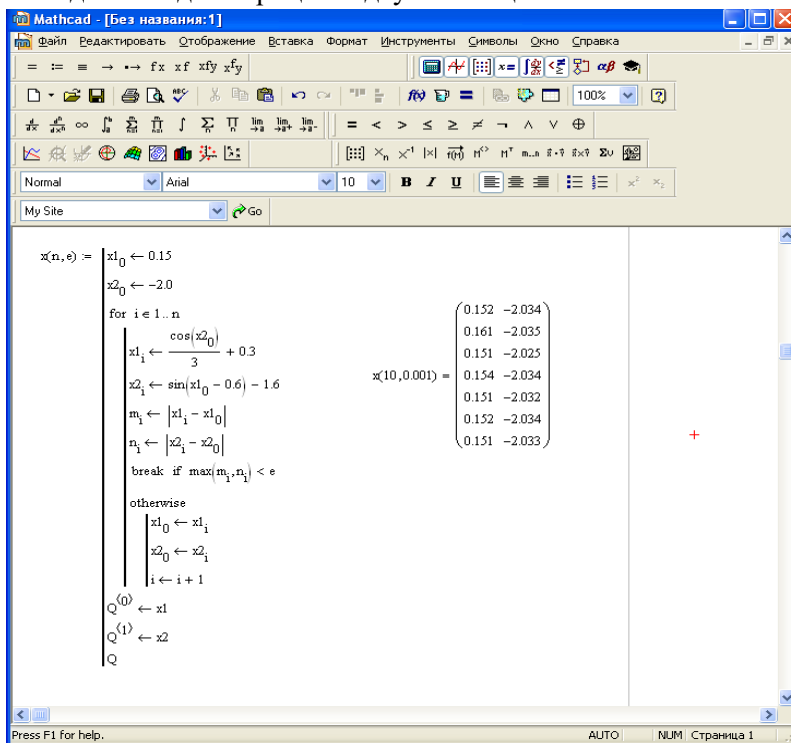 Mathcad - [Без названия:1]
Файл Редактировать Отображение Вставка Формат Инструменты Символы Окно Справка
= := ≡ → •→ fx xf xfy xfy
100%
Normal Arial 10 B I U
My Site Go
x(n,e) :=
x1₀ ← 0.15
x2₀ ← −2.0
for i ∈ 1.. n
x1ᵢ ← cos(x2₀)/3 + 0.3
x2ᵢ ← sin(x1₀ − 0.6) − 1.6
mᵢ ← |x1ᵢ − x1₀|
nᵢ ← |x2ᵢ − x2₀|
break if max(mᵢ,nᵢ) < e
otherwise
x1₀ ← x1ᵢ
x2₀ ← x2ᵢ
i ← i + 1
Q⟨0⟩ ← x1
Q⟨1⟩ ← x2
Q
x(10,0.001) =
0.152 −2.034
0.161 −2.035
0.151 −2.025
0.154 −2.034
0.151 −2.032
0.152 −2.034
0.151 −2.033
Press F1 for help. AUTO NUM Страница 1